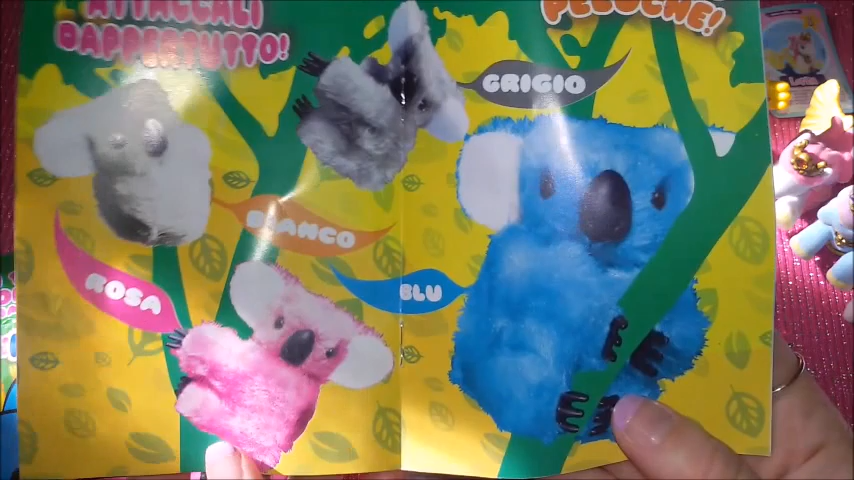 ATTACCALI
DAPPERTUTTO!
PELUCHE!
GRIGIO
BIANCO
ROSA
BLU